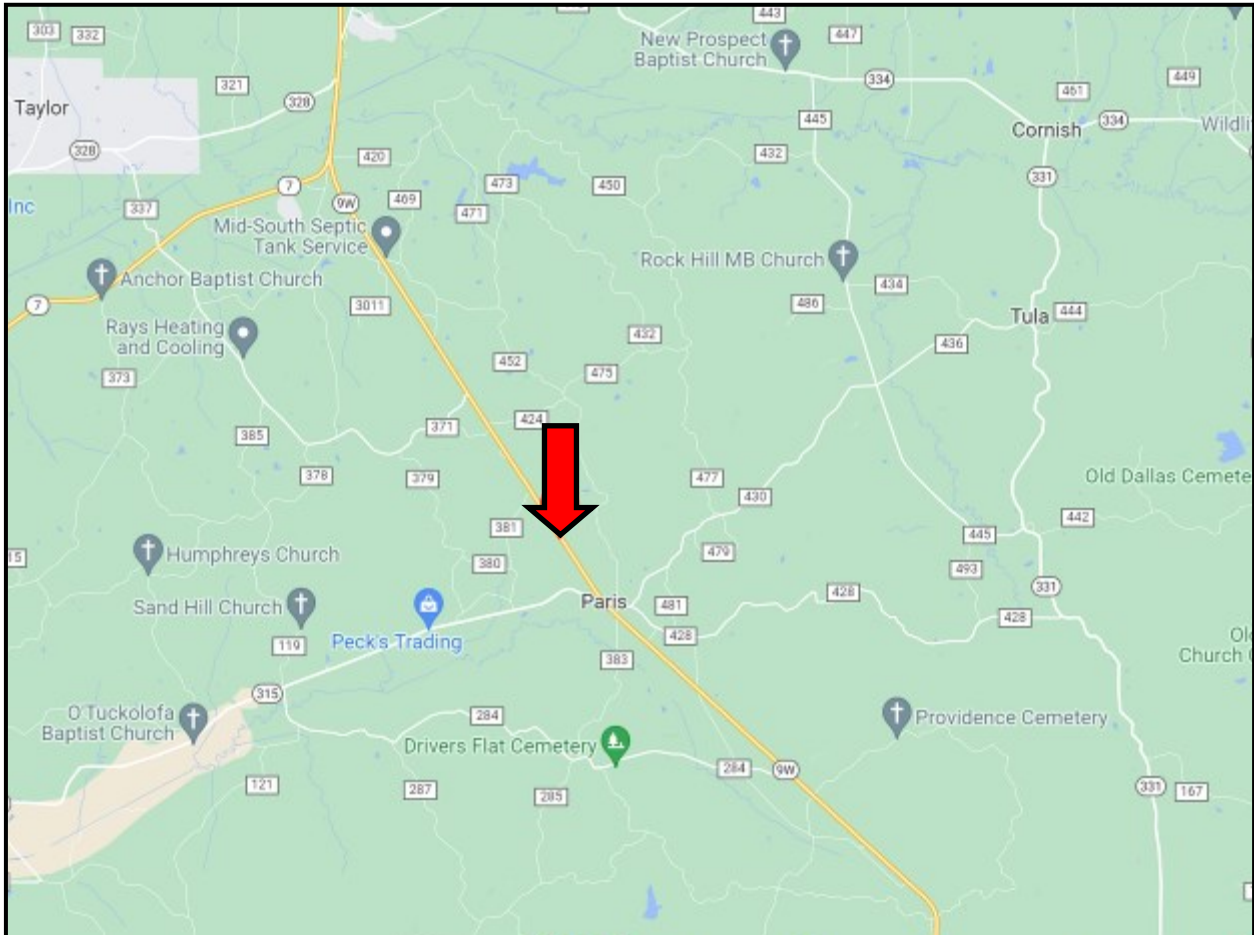 443
303
332
New Prospect
Baptist Church
447
334
449
321
461
Taylor
328
445
Cornish
334
Wildli
328
420
432
331
7
473
450
9W
469
471
Inc
337
Mid-South Septic
Tank Service
Rock Hill MB Church
Anchor Baptist Church
434
7
3011
486
Tula
444
Rays Heating
and Cooling
432
436
452
475
373
424
371
385
378
379
477
Old Dallas Cemete
430
381
442
445
15
Humphreys Church
479
380
493
331
Sand Hill Church
Paris
481
428
428
Peck's Trading
428
Ol
Church C
119
383
315
O'Tuckolofa
Baptist Church
284
Providence Cemetery
Drivers Flat Cemetery
284
9W
121
287
285
331
167